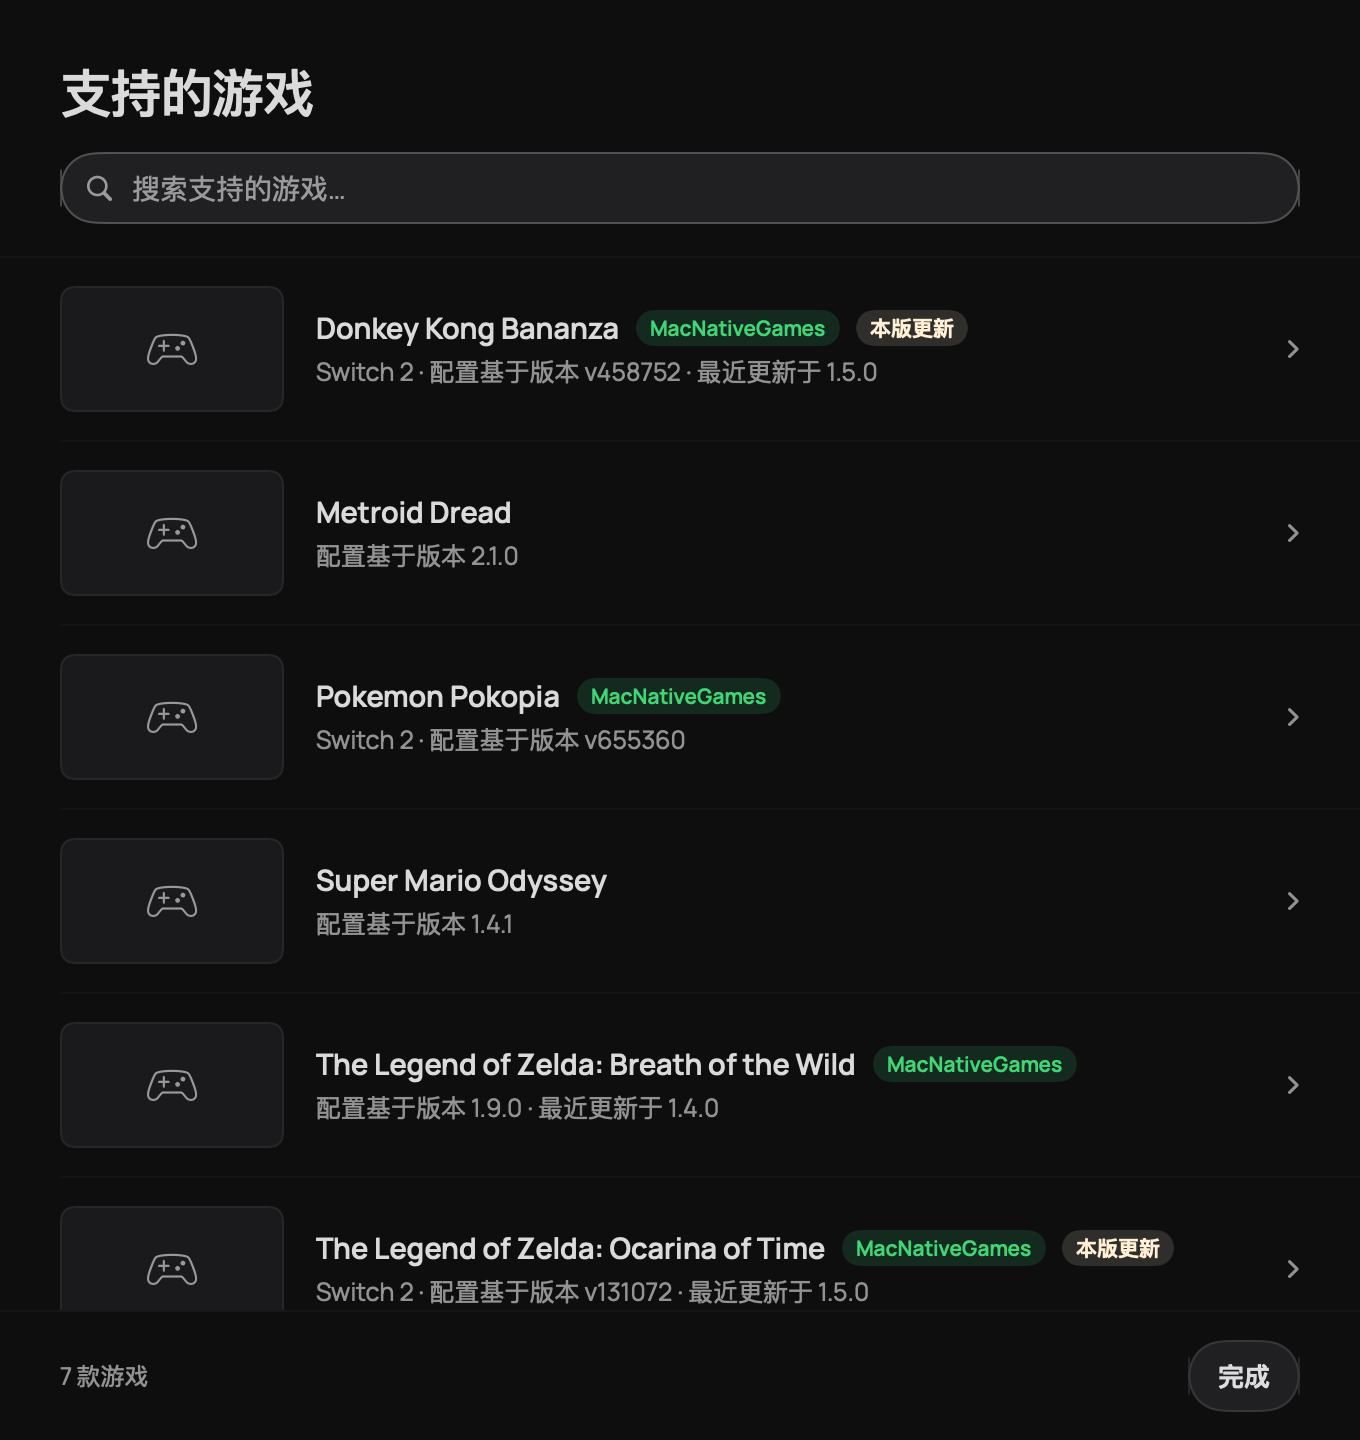 支持的游戏
搜索支持的游戏...
Donkey Kong Bananza MacNativeGames 本版更新
Switch 2 · 配置基于版本 v458752 · 最近更新于 1.5.0
Metroid Dread
配置基于版本 2.1.0
Pokemon Pokopia MacNativeGames
Switch 2 · 配置基于版本 v655360
Super Mario Odyssey
配置基于版本 1.4.1
The Legend of Zelda: Breath of the Wild MacNativeGames
配置基于版本 1.9.0 · 最近更新于 1.4.0
The Legend of Zelda: Ocarina of Time MacNativeGames 本版更新
Switch 2 · 配置基于版本 v131072 · 最近更新于 1.5.0
7 款游戏
完成